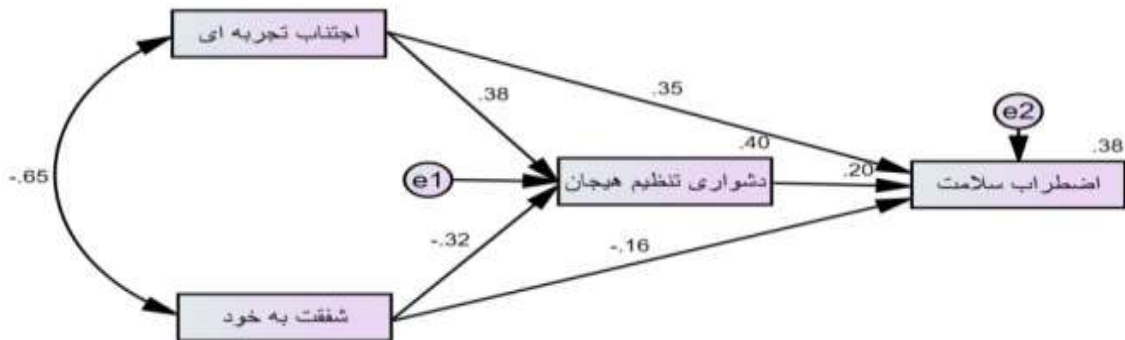 اجتناب تجربه ای
.38
.35
-.65
e1
e2
.40
.38
دشواری تنظیم هیجان
.20
اضطراب سلامت
-.32
-.16
شفقت به خود